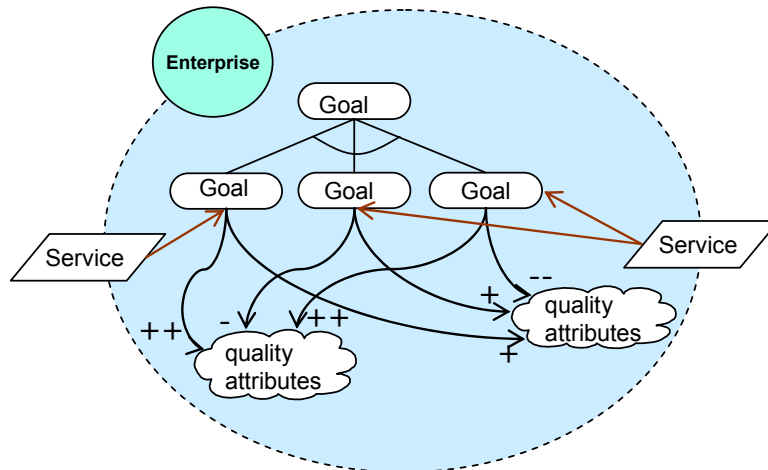 Enterprise
Goal
Goal
Goal
Goal
Service
Service
++
-
++
+
--
+
quality
attributes
quality
attributes